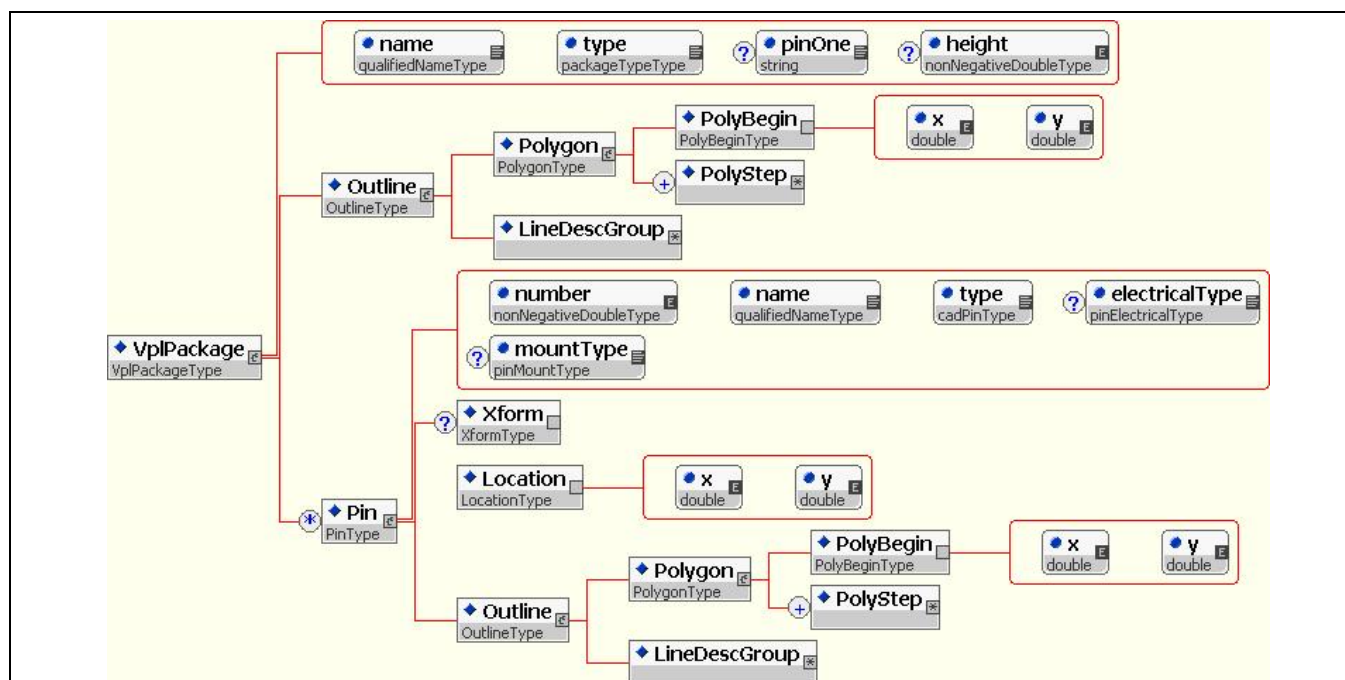 name
qualifiedNameType
type
packageTypeType
? pinOne
string
? height E
nonNegativeDoubleType
PolyBegin
PolyBeginType
x E
double
y E
double
Polygon
PolygonType
+ PolyStep *
Outline
OutlineType
LineDescGroup *
number E
nonNegativeDoubleType
name
qualifiedNameType
type
cadPinType
? electricalType
pinElectricalType
VplPackage
VplPackageType
? mountType
pinMountType
? Xform
XformType
Location
LocationType
x E
double
y E
double
* Pin
PinType
PolyBegin
PolyBeginType
x E
double
y E
double
Polygon
PolygonType
+ PolyStep *
Outline
OutlineType
LineDescGroup *